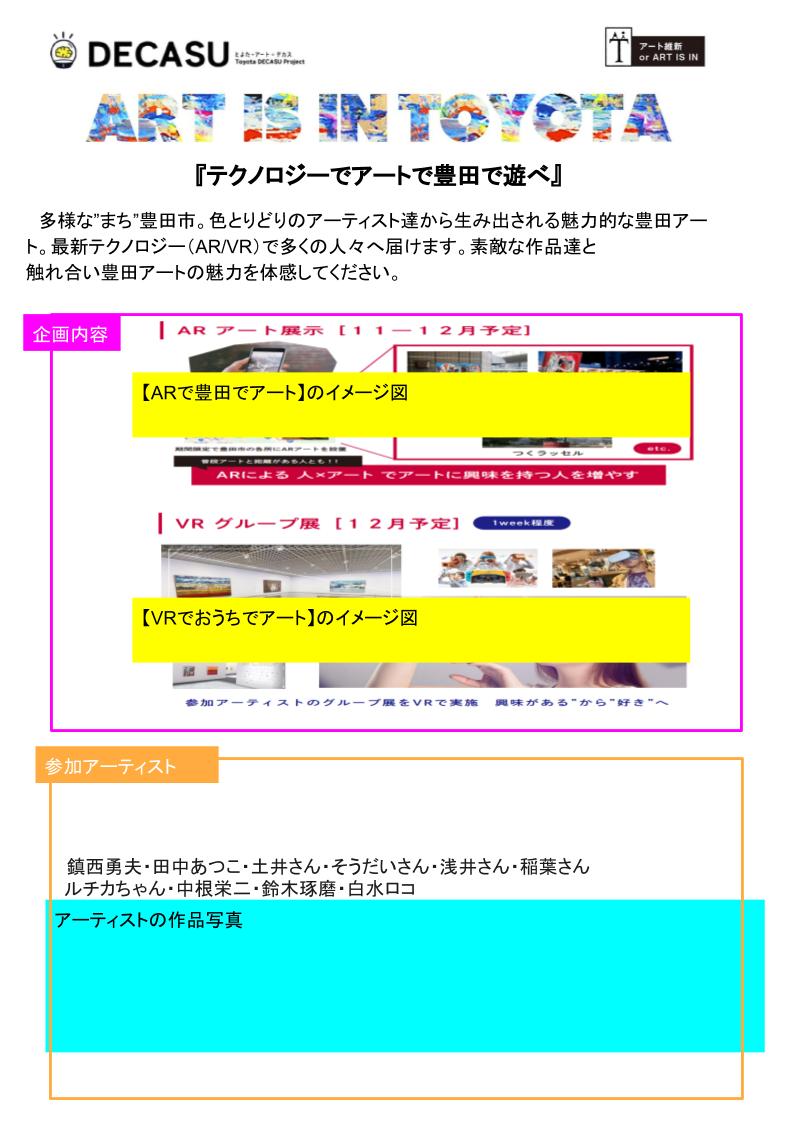 DECASU
とよた・アート・デカス
Toyota DECASU Project
アート維新
or ART IS IN
ART IS IN TOYOTA
『テクノロジーでアートで豊田で遊べ』
多様な”まち”豊田市。色とりどりのアーティスト達から生み出される魅力的な豊田アー
ト。最新テクノロジー（AR/VR）で多くの人々へ届けます。素敵な作品達と
触れ合い豊田アートの魅力を体感してください。
企画内容
AR アート展示 [１１ー１２月予定]
【ARで豊田でアート】のイメージ図
期間限定で豊田市の各所にARアートを設置
普段アートと距離がある人とも！！
つくラッセル
etc.
ARによる 人×アート でアートに興味を持つ人を増やす
VR グループ展 [１２月予定]
1week程度
【VRでおうちでアート】のイメージ図
参加アーティストのグループ展をVRで実施　興味がある”から”好き”へ
参加アーティスト
鎮西勇夫・田中あつこ・土井さん・そうだいさん・浅井さん・稲葉さん
ルチカちゃん・中根栄二・鈴木琢磨・白水ロコ
アーティストの作品写真